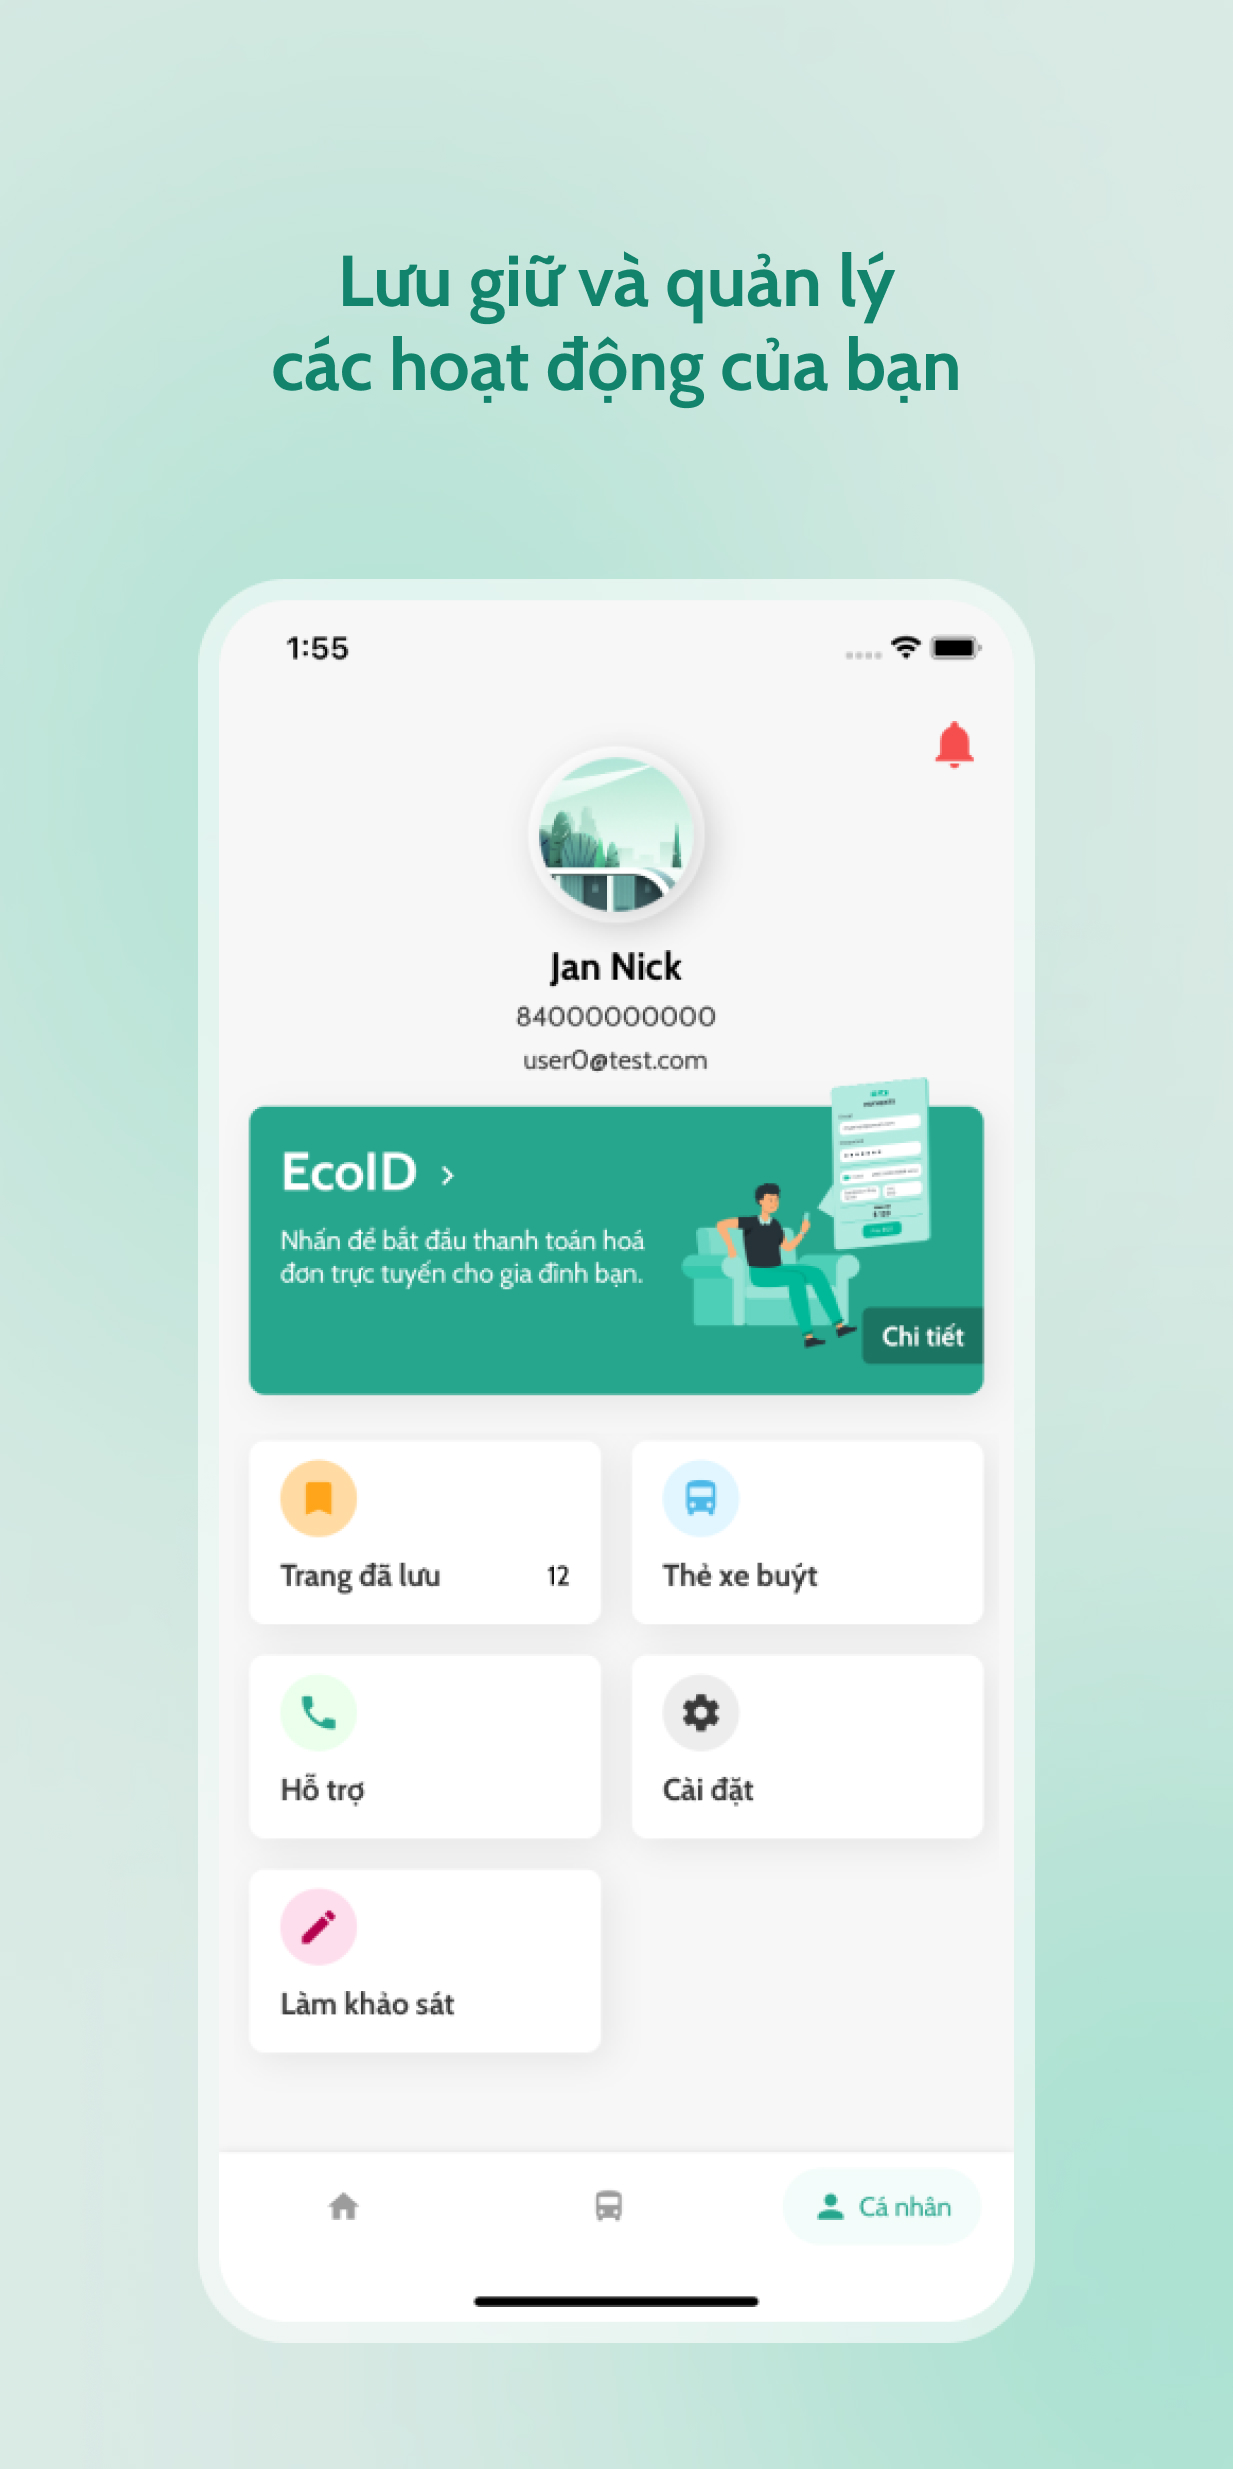 Lưu giữ và quản lý
các hoạt động của bạn
1:55
Jan Nick
84000000000
user0@test.com
EcoID
Nhấn để bắt đầu thanh toán hoá
đơn trực tuyến cho gia đình bạn.
Chi tiết
Trang đã lưu 12
Thẻ xe buýt
Hỗ trợ
Cài đặt
Làm khảo sát
Cá nhân